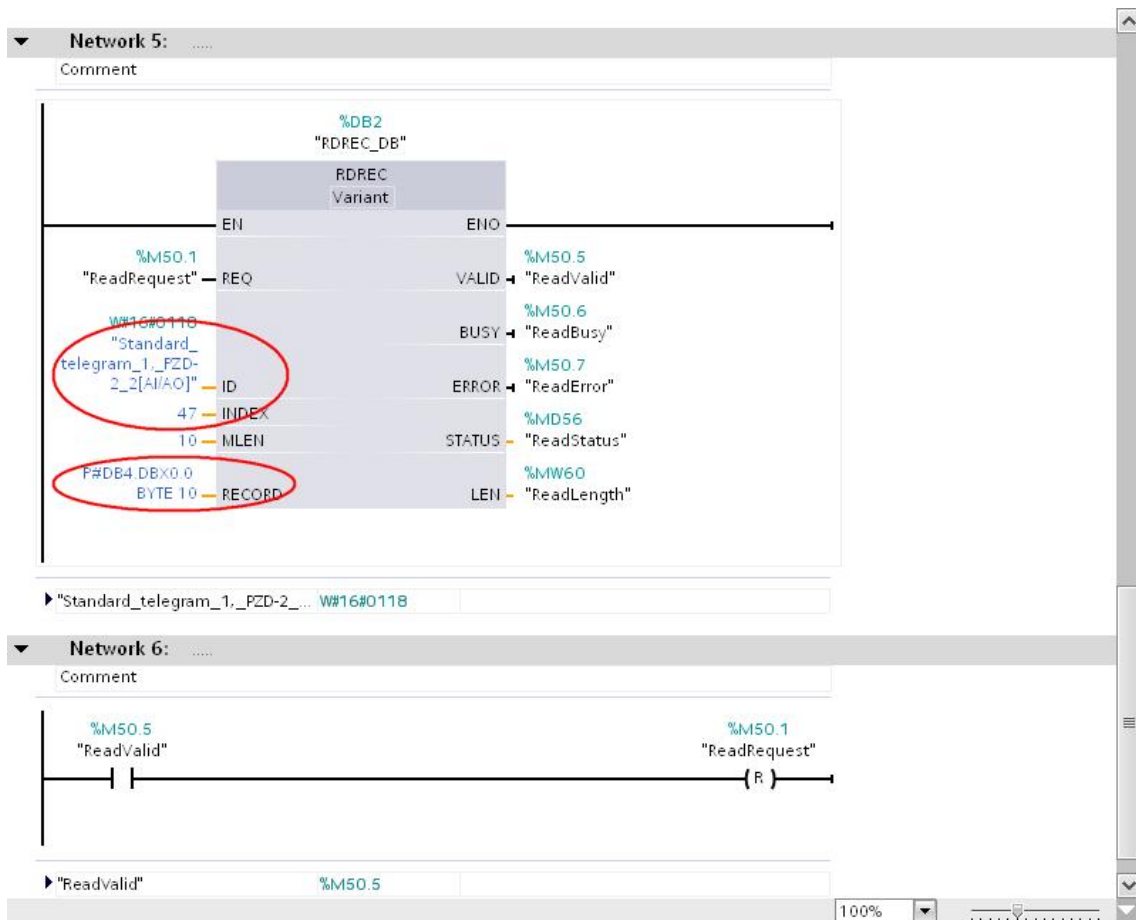 Network 5: .....
Comment
%DB2
"RDREC_DB"
RDREC
Variant
EN ENO
%M50.1
"ReadRequest" REQ
%M50.5
VALID "ReadValid"
W#16#0118
"Standard_
telegram_1,_PZD-
2_2[AI/AO]" ID
%M50.6
BUSY "ReadBusy"
%M50.7
ERROR "ReadError"
47 INDEX
10 MLEN
%MD56
STATUS "ReadStatus"
P#DB4.DBX0.0
BYTE 10 RECORD
%MW60
LEN "ReadLength"
"Standard_telegram_1,_PZD-2_... W#16#0118
Network 6: .....
Comment
%M50.5
"ReadValid"
%M50.1
"ReadRequest"
R
"ReadValid" %M50.5
100%